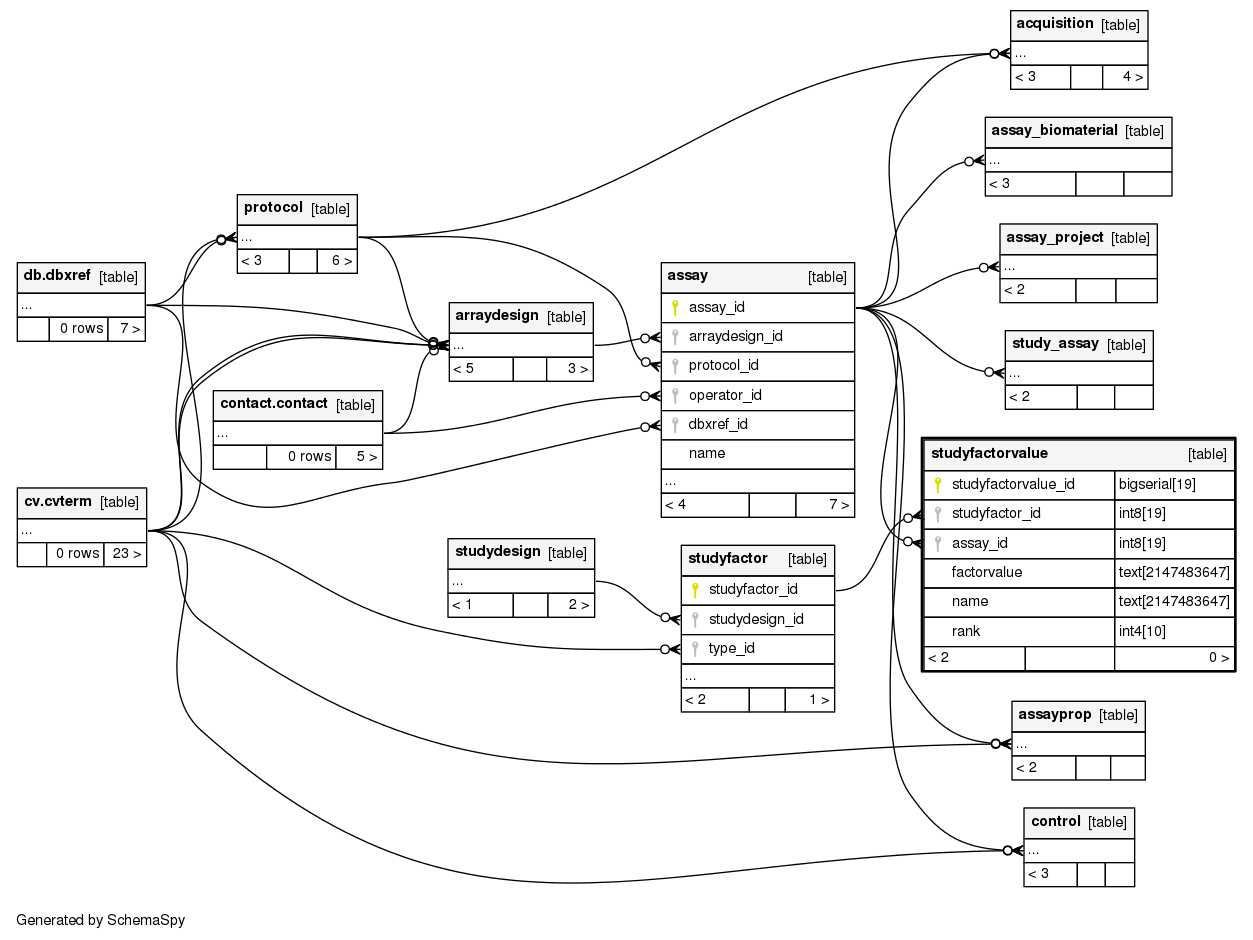 acquisition [table]
...
< 3 4 >
assay_biomaterial [table]
...
< 3
protocol [table]
...
< 3 6 >
assay_project [table]
...
< 2
db.dbxref [table]
...
0 rows 7 >
arraydesign [table]
...
< 5 3 >
assay [table]
assay_id
arraydesign_id
protocol_id
operator_id
dbxref_id
name
...
< 4 7 >
study_assay [table]
...
< 2
contact.contact [table]
...
0 rows 5 >
studyfactorvalue [table]
studyfactorvalue_id bigserial[19]
studyfactor_id int8[19]
assay_id int8[19]
factorvalue text[2147483647]
name text[2147483647]
rank int4[10]
< 2 0 >
cv.cvterm [table]
...
0 rows 23 >
studydesign [table]
...
< 1 2 >
studyfactor [table]
studyfactor_id
studydesign_id
type_id
...
< 2 1 >
assayprop [table]
...
< 2
control [table]
...
< 3
Generated by SchemaSpy